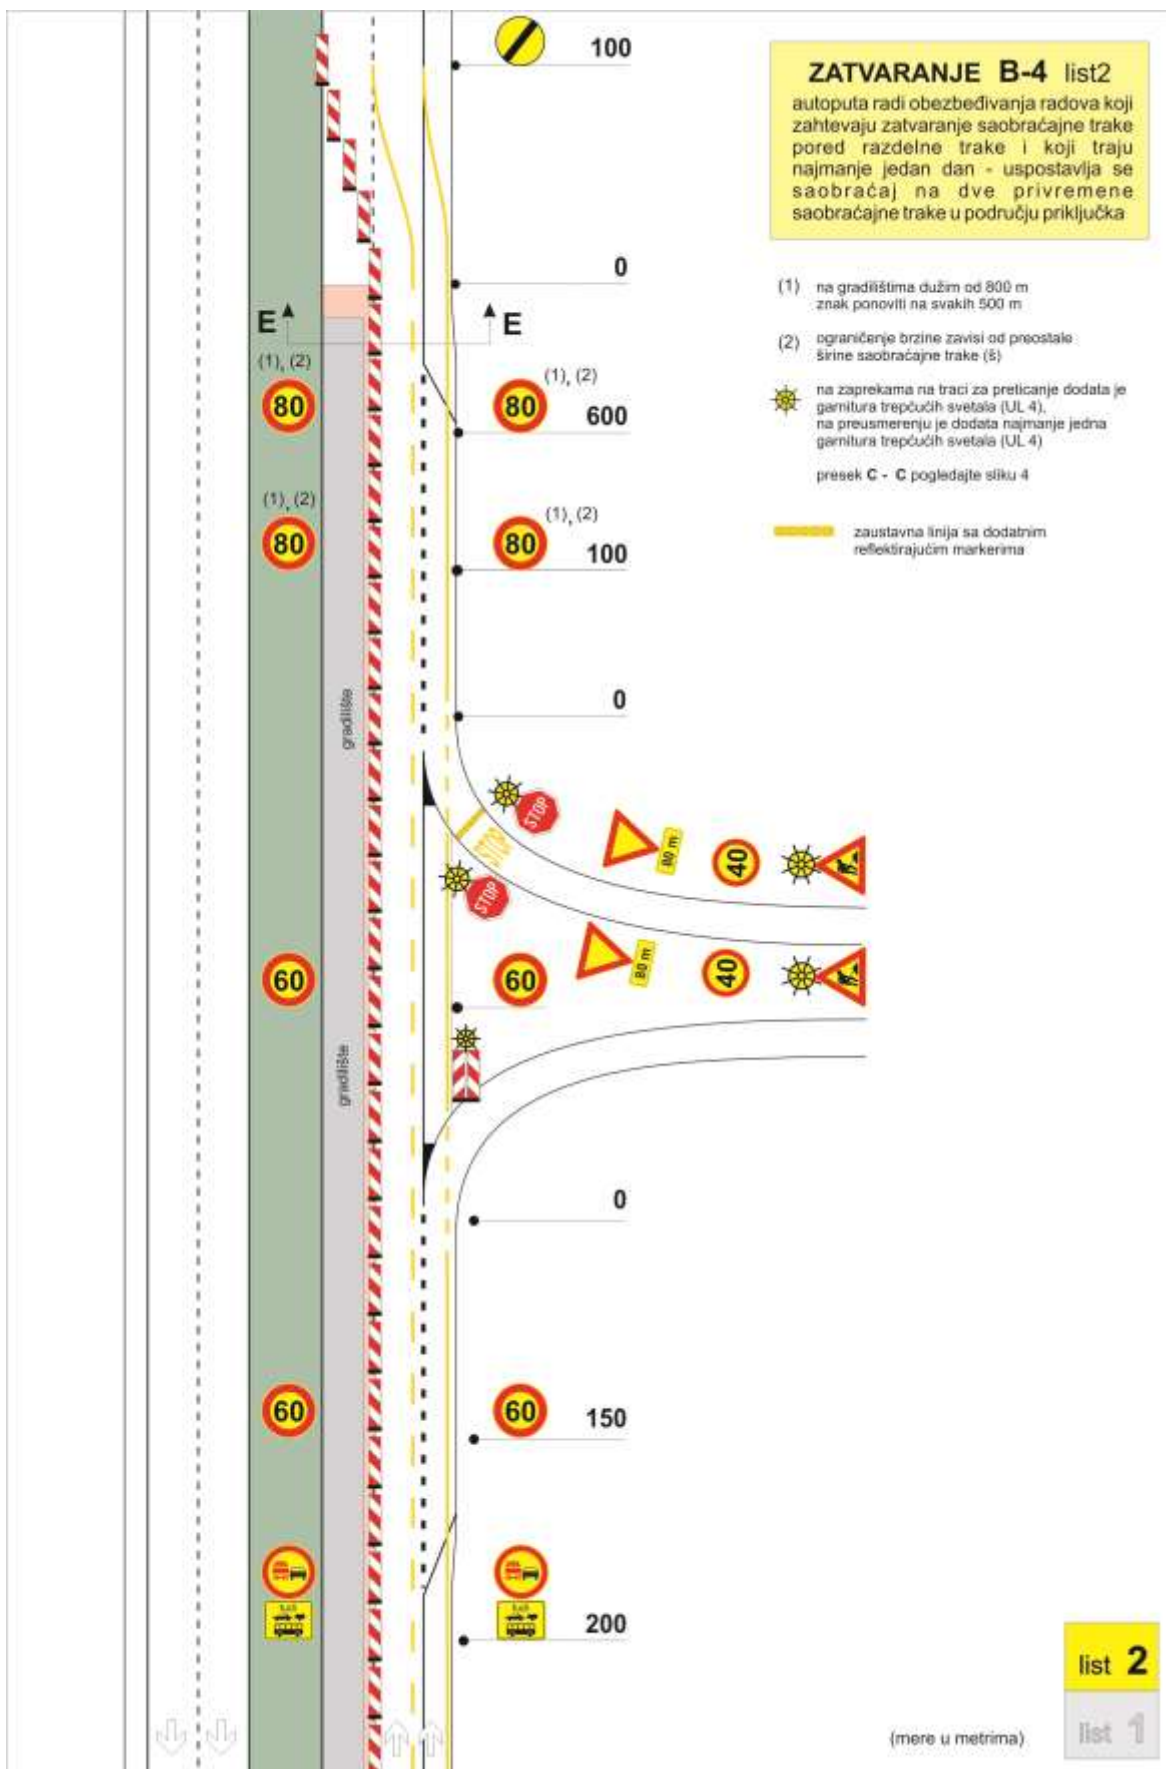 100
ZATVARANJE B-4 list2
autoputa radi obezbeđivanja radova koji
zahtevaju zatvaranje saobraćajne trake
pored razdelne trake i koji traju
najmanje jedan dan - uspostavlja se
saobraćaj na dve privremene
saobraćajne trake u području priključka
0
(1) na gradilištima dužim od 800 m
znak ponoviti na svakih 500 m
E E
(2) ograničenje brzine zavisi od preostale
širine saobraćajne trake (š)
(1), (2)
80
(1), (2)
80
600
na zaprekama na traci za preticanje dodata je
garnitura trepćućih svetala (UL 4),
na preusmerenju je dodata najmanje jedna
garnitura trepćućih svetala (UL 4)
presek C - C pogledajte sliku 4
(1), (2)
80
(1), (2)
80
100
zaustavna linija sa dodatnim
reflektirajućim markerima
gradilište
0
STOP
STOP
80 m
40
STOP
60
60
80 m
40
gradilište
0
60
60
150
200
list 2
list 1
(mere u metrima)